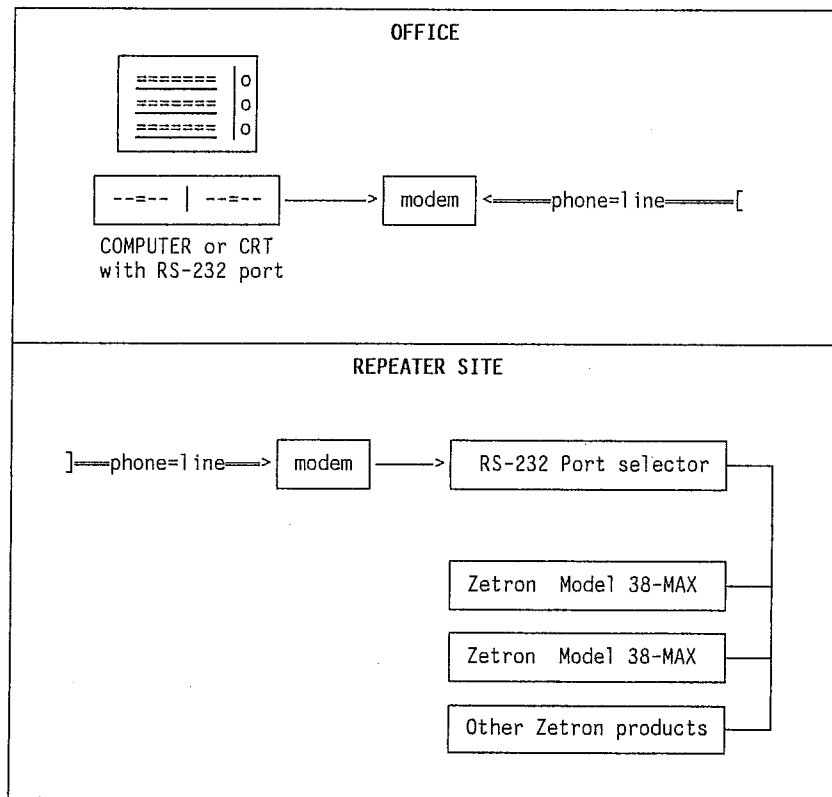 OFFICE
======= | o
======= | o
======= | o
--=-- | --=-- ———> modem <════phone=line════[
COMPUTER or CRT
with RS-232 port
REPEATER SITE
]═══phone=line═══> modem ———> RS-232 Port selector
Zetron Model 38-MAX
Zetron Model 38-MAX
Other Zetron products